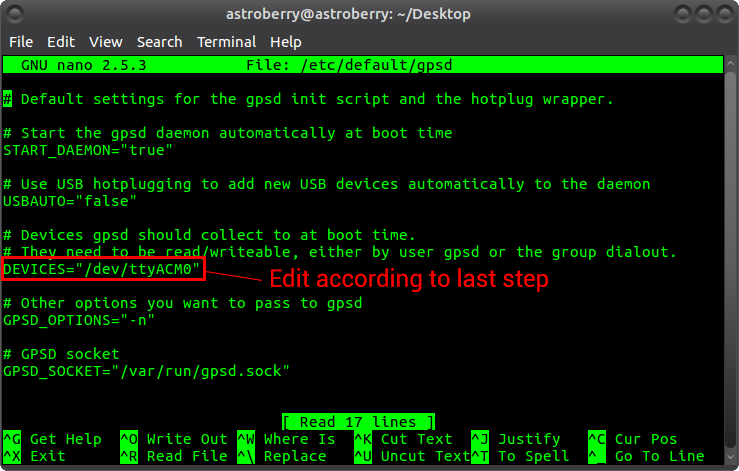 astroberry@astroberry: ~/Desktop
File Edit View Search Terminal Help
GNU nano 2.5.3 File: /etc/default/gpsd
# Default settings for the gpsd init script and the hotplug wrapper.
# Start the gpsd daemon automatically at boot time
START_DAEMON="true"
# Use USB hotplugging to add new USB devices automatically to the daemon
USBAUTO="false"
# Devices gpsd should collect to at boot time.
# They need to be read/writeable, either by user gpsd or the group dialout.
DEVICES="/dev/ttyACM0"
Edit according to last step
# Other options you want to pass to gpsd
GPSD_OPTIONS="-n"
# GPSD socket
GPSD_SOCKET="/var/run/gpsd.sock"
[ Read 17 lines ]
^G Get Help ^O Write Out ^W Where Is ^K Cut Text ^J Justify ^C Cur Pos
^X Exit ^R Read File ^\ Replace ^U Uncut Text ^T To Spell ^_ Go To Line